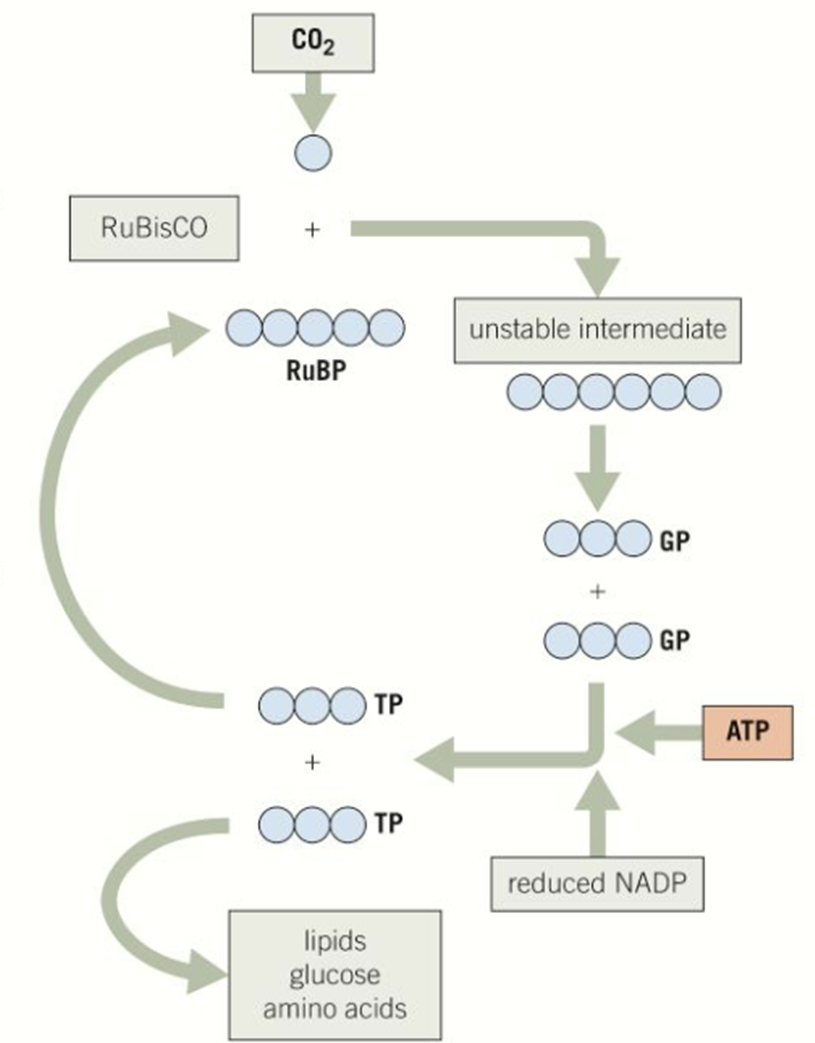 CO₂
RuBisCO
+
unstable intermediate
RuBP
GP
+
GP
TP
ATP
+
TP
reduced NADP
lipids
glucose
amino acids